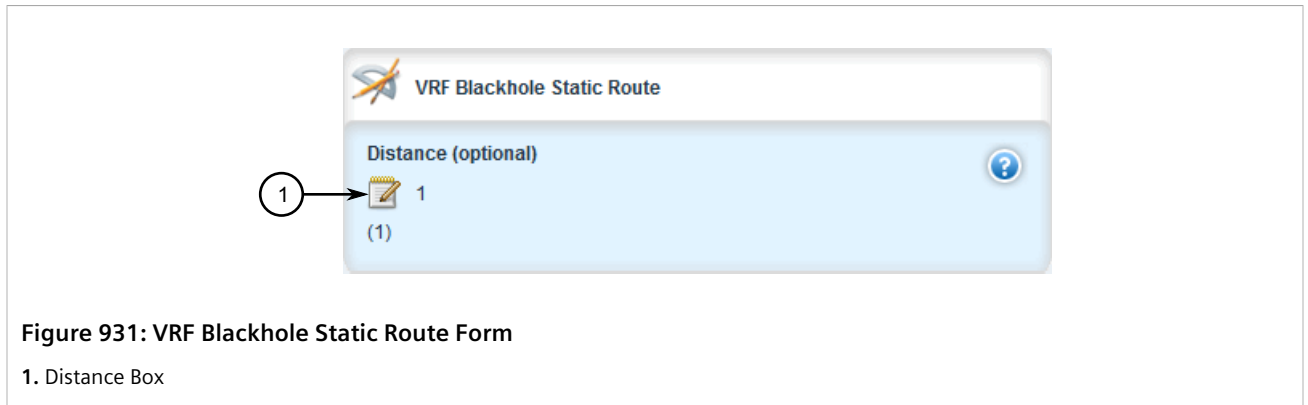 VRF Blackhole Static Route
Distance (optional)
1
1
(1)
Figure 931: VRF Blackhole Static Route Form
1. Distance Box